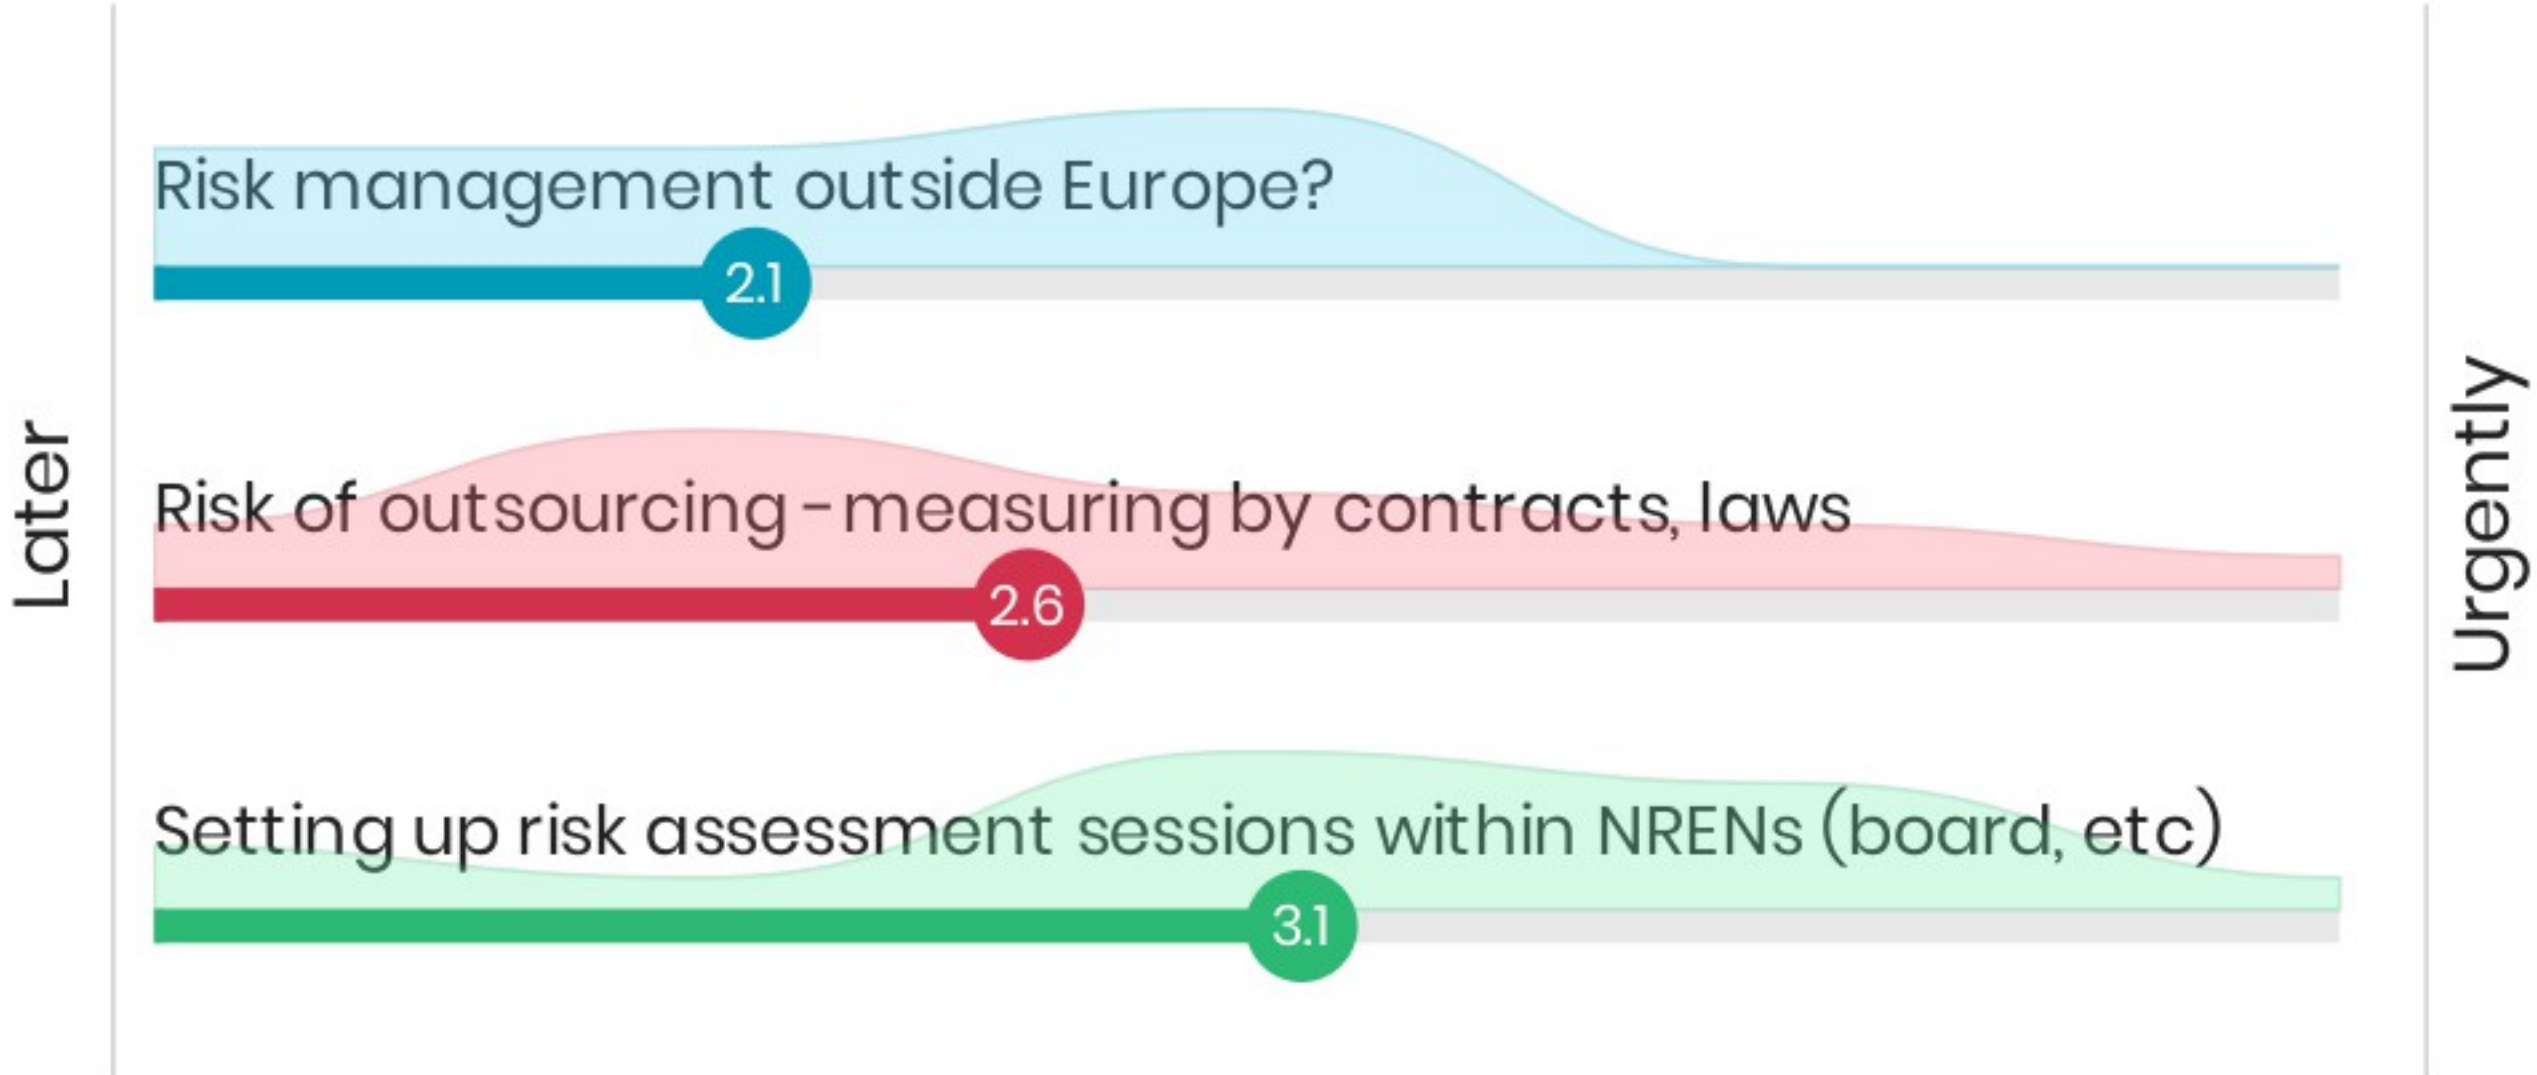 Later
Risk management outside Europe?
2.1
Risk of outsourcing - measuring by contracts, laws
2.6
Setting up risk assessment sessions within NRENs (board, etc)
3.1
Urgently